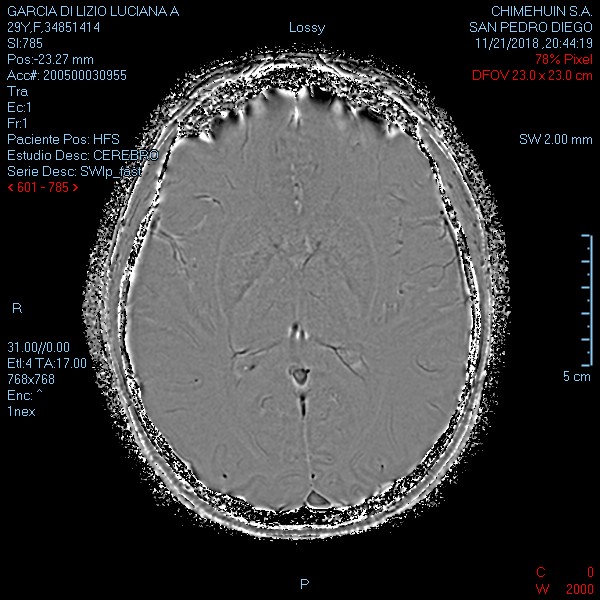 GARCIA DI LIZIO LUCIANA A
29Y,F,34851414
Sl:785
Pos:-23.27 mm
Acc#: 200500030955
Tra
Ec:1
Fr:1
Paciente Pos: HFS
Estudio Desc: CEREBRO
Serie Desc: SWIp_fast
< 601 - 785 >
Lossy
CHIMEHUIN S.A.
SAN PEDRO DIEGO
11/21/2018 ,20:44:19
78% Pixel
DFOV 23.0 x 23.0 cm
SW 2.00 mm
R
31.00//0.00
Etl:4 TA:17.00
768x768
Enc: ^
1nex
5 cm
P
C 0
W 2000